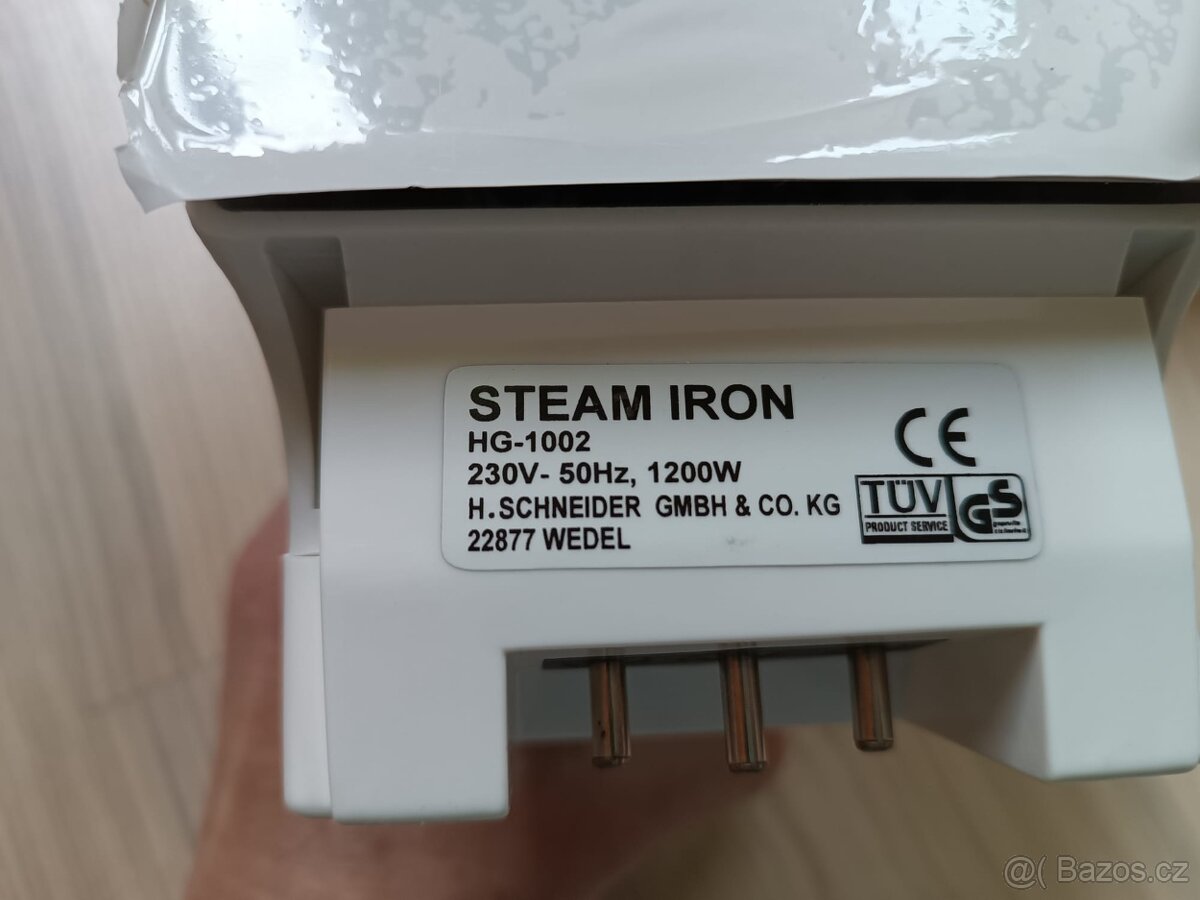 STEAM IRON
HG-1002
230V- 50Hz, 1200W
H.SCHNEIDER GMBH & CO. KG
22877 WEDEL
CE
TÜV
PRODUCT SERVICE
GS
@( Bazos.cz